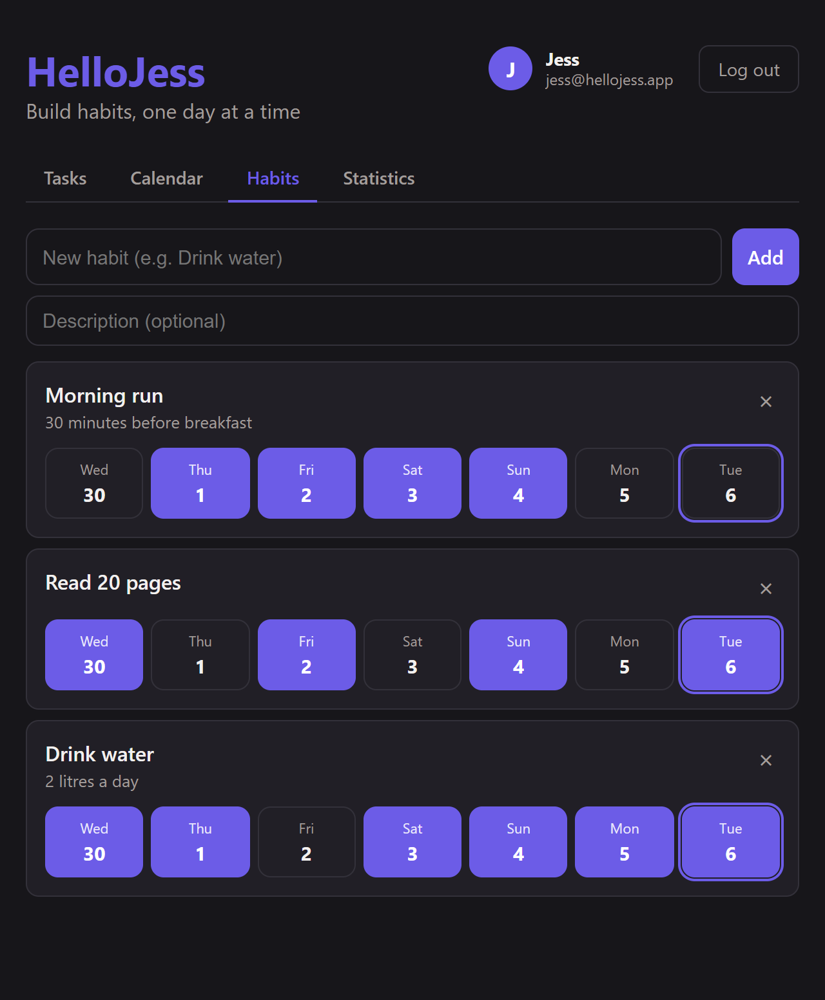 HelloJess
Build habits, one day at a time
J
Jess
jess@hellojess.app
Log out
Tasks Calendar Habits Statistics
New habit (e.g. Drink water)
Add
Description (optional)
Morning run
×
30 minutes before breakfast
Wed Thu Fri Sat Sun Mon Tue
30 1 2 3 4 5 6
Read 20 pages
×
Wed Thu Fri Sat Sun Mon Tue
30 1 2 3 4 5 6
Drink water
×
2 litres a day
Wed Thu Fri Sat Sun Mon Tue
30 1 2 3 4 5 6